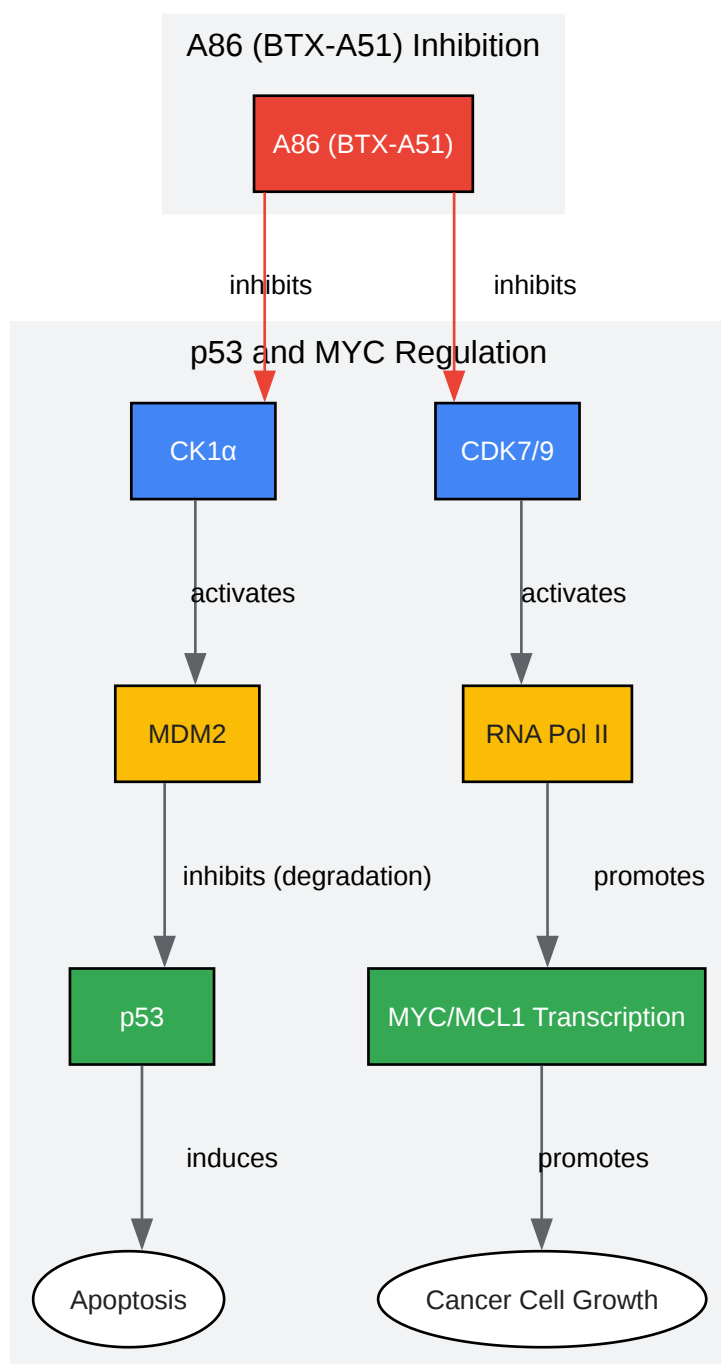 A86 (BTX-A51) Inhibition
A86 (BTX-A51)
inhibits
inhibits
p53 and MYC Regulation
CK1α
CDK7/9
activates
activates
MDM2
RNA Pol II
inhibits (degradation)
promotes
p53
MYC/MCL1 Transcription
induces
promotes
Apoptosis
Cancer Cell Growth